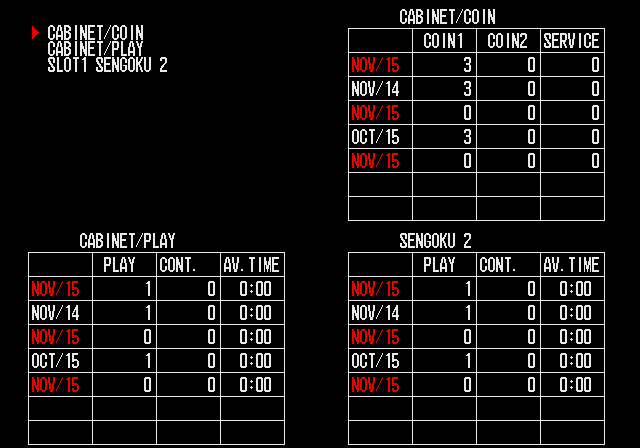 CABINET/COIN
CABINET/PLAY
SLOT1 SENGOKU 2
CABINET/COIN
COIN1 COIN2 SERVICE
NOV/15 3 0 0
NOV/14 3 0 0
NOV/15 0 0 0
OCT/15 3 0 0
NOV/15 0 0 0
CABINET/PLAY
PLAY CONT. AV.TIME
NOV/15 1 0 0:00
NOV/14 1 0 0:00
NOV/15 0 0 0:00
OCT/15 1 0 0:00
NOV/15 0 0 0:00
SENGOKU 2
PLAY CONT. AV.TIME
NOV/15 1 0 0:00
NOV/14 1 0 0:00
NOV/15 0 0 0:00
OCT/15 1 0 0:00
NOV/15 0 0 0:00